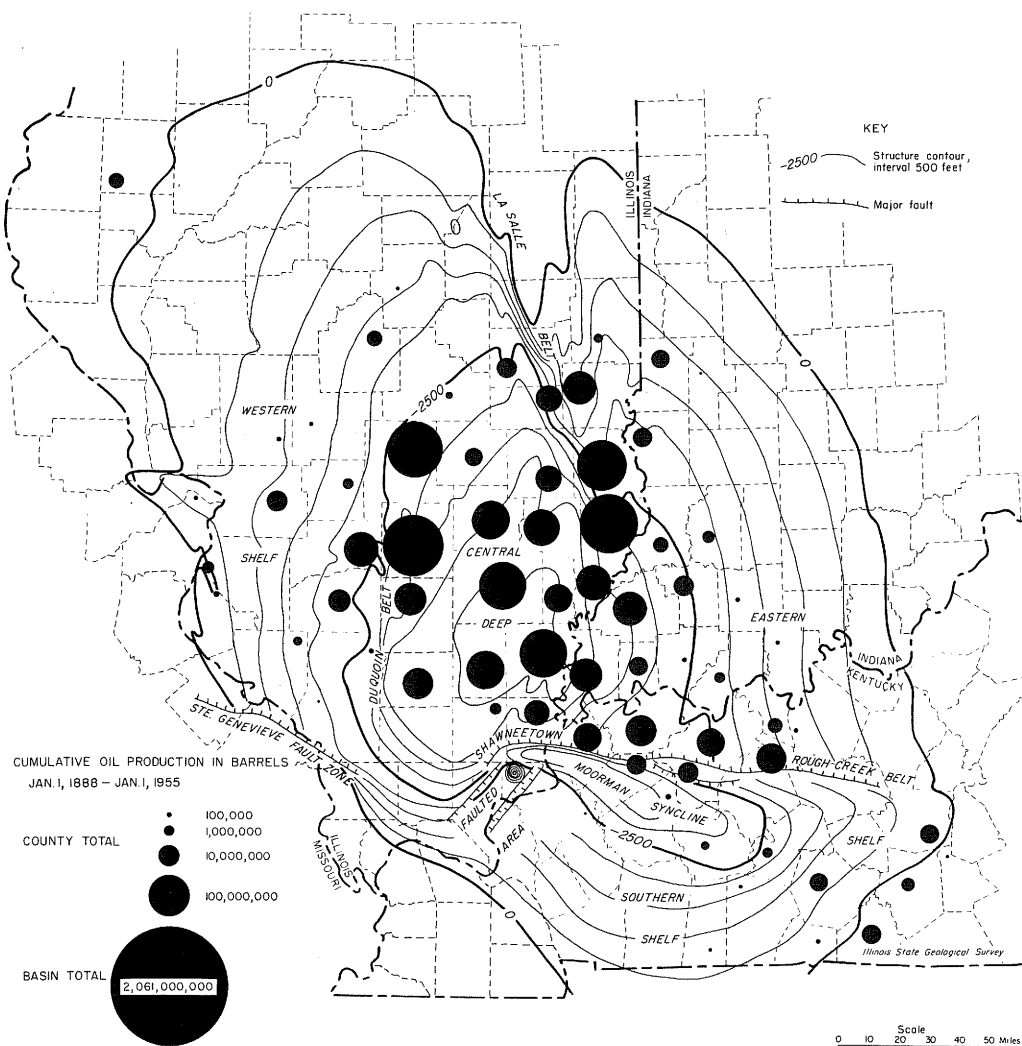 0
KEY
-2500
Structure contour,
interval 500 feet
Major fault
ILLINOIS
INDIANA
LA SALLE
BELT
0
-2500
WESTERN
SHELF
CENTRAL
DEEP
DU QUOIN
BELT
EASTERN
INDIANA
KENTUCKY
STE. GENEVIEVE FAULT ZONE
SHAWNEETOWN
ROUGH CREEK BELT
MOORMAN
SYNCLINE
FAULTED
AREA
-2500
SHELF
SOUTHERN
SHELF
0
ILLINOIS
MISSOURI
CUMULATIVE OIL PRODUCTION IN BARRELS
JAN. 1, 1888 – JAN. 1, 1955
COUNTY TOTAL
100,000
1,000,000
10,000,000
100,000,000
BASIN TOTAL
2,061,000,000
Illinois State Geological Survey
Scale
0 10 20 30 40 50 Miles